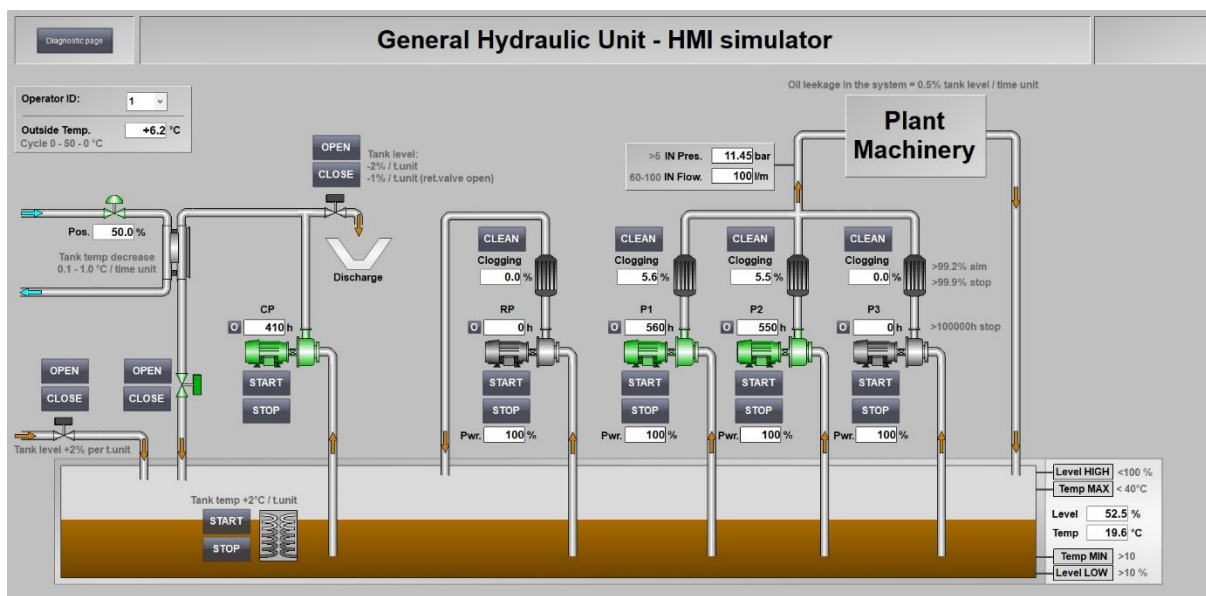 Diagnostic page
General Hydraulic Unit - HMI simulator
Oil leakage in the system = 0.5% tank level / time unit
Operator ID: 1
Outside Temp. +6.2 °C
Cycle 0 - 50 - 0 °C
OPEN
CLOSE
Tank level:
-2% / t.unit
-1% / t.unit (ret.valve open)
>5 IN Pres. 11.45 bar
60-100 IN Flow. 100 l/m
Plant
Machinery
Pos. 50.0 %
Tank temp decrease
0.1 - 1.0 °C / time unit
Discharge
CLEAN
Clogging
0.0 %
CLEAN
Clogging
5.6 %
CLEAN
Clogging
5.5 %
CLEAN
Clogging
0.0 %
>99.2% alm
>99.9% stop
CP
O 410 h
START
STOP
RP
O 0 h
START
STOP
Pwr. 100 %
P1
O 560 h
START
STOP
Pwr. 100 %
P2
O 550 h
START
STOP
Pwr. 100 %
P3
O 0 h
START
STOP
Pwr. 100 %
>100000h stop
OPEN
CLOSE
OPEN
CLOSE
Tank level +2% per t.unit
Tank temp +2°C / t.unit
START
STOP
Level HIGH <100 %
Temp MAX < 40°C
Level 52.5 %
Temp 19.6 °C
Temp MIN >10
Level LOW >10 %